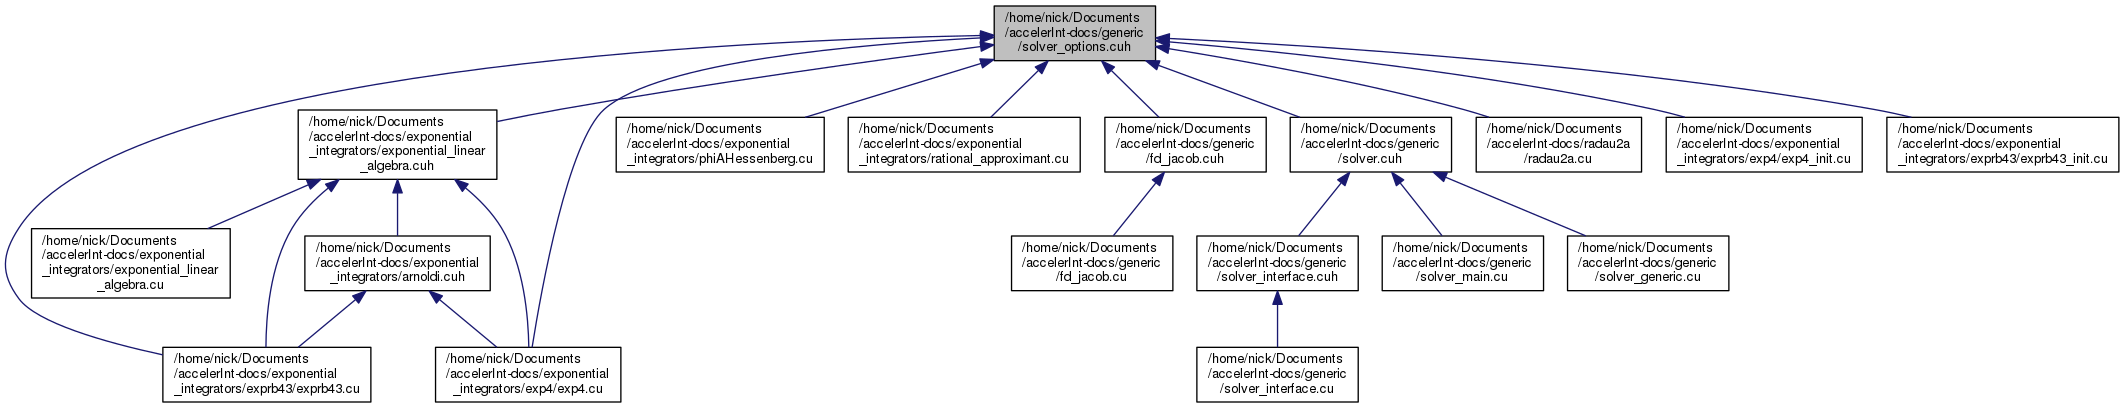 /home/nick/Documents
/accelerInt-docs/generic
/solver_options.cuh
/home/nick/Documents
/accelerInt-docs/exponential
_integrators/exponential_linear
_algebra.cuh
/home/nick/Documents
/accelerInt-docs/exponential
_integrators/phiAHessenberg.cu
/home/nick/Documents
/accelerInt-docs/exponential
_integrators/rational_approximant.cu
/home/nick/Documents
/accelerInt-docs/generic
/fd_jacob.cuh
/home/nick/Documents
/accelerInt-docs/generic
/solver.cuh
/home/nick/Documents
/accelerInt-docs/radau2a
/radau2a.cu
/home/nick/Documents
/accelerInt-docs/exponential
_integrators/exp4/exp4_init.cu
/home/nick/Documents
/accelerInt-docs/exponential
_integrators/exprb43/exprb43_init.cu
/home/nick/Documents
/accelerInt-docs/exponential
_integrators/exponential_linear
_algebra.cu
/home/nick/Documents
/accelerInt-docs/exponential
_integrators/arnoldi.cuh
/home/nick/Documents
/accelerInt-docs/generic
/fd_jacob.cu
/home/nick/Documents
/accelerInt-docs/generic
/solver_interface.cuh
/home/nick/Documents
/accelerInt-docs/generic
/solver_main.cu
/home/nick/Documents
/accelerInt-docs/generic
/solver_generic.cu
/home/nick/Documents
/accelerInt-docs/exponential
_integrators/exprb43/exprb43.cu
/home/nick/Documents
/accelerInt-docs/exponential
_integrators/exp4/exp4.cu
/home/nick/Documents
/accelerInt-docs/generic
/solver_interface.cu